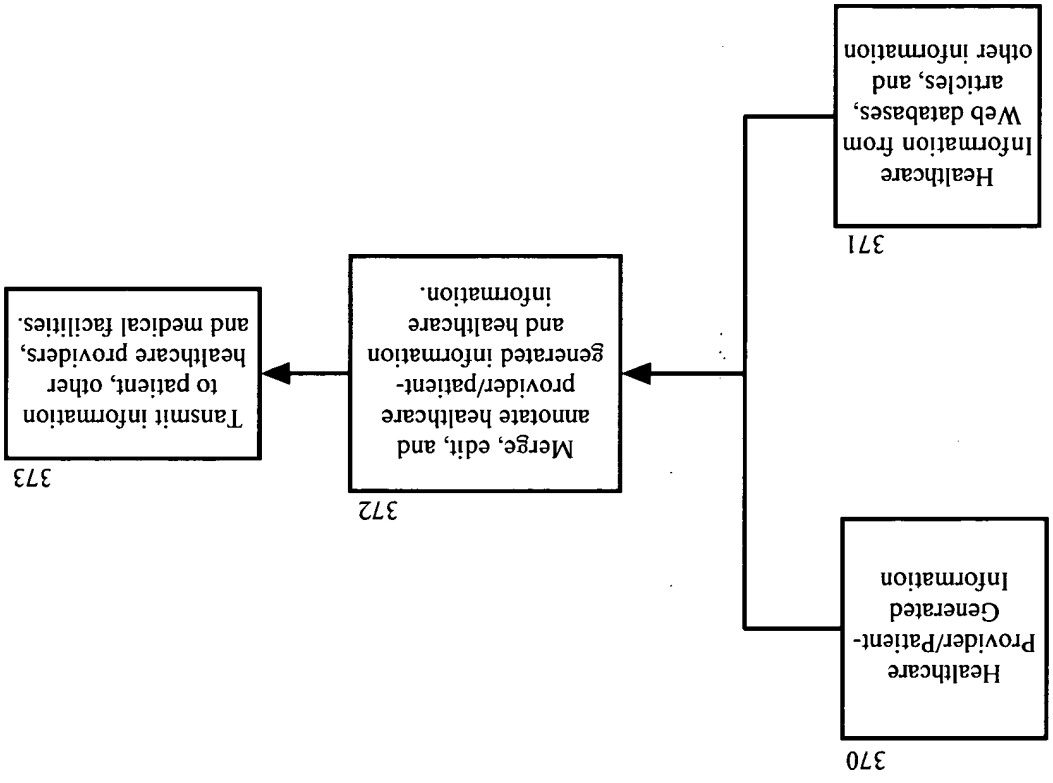 370
Healthcare
Provider/Patient-
Generated
Information
371
Healthcare
Information from
Web databases,
articles, and
other information
372
Merge, edit, and
annotate healthcare
provider/patient-
generated information
and healthcare
information.
373
Tansmit information
to patient, other
healthcare providers,
and medical facilities.